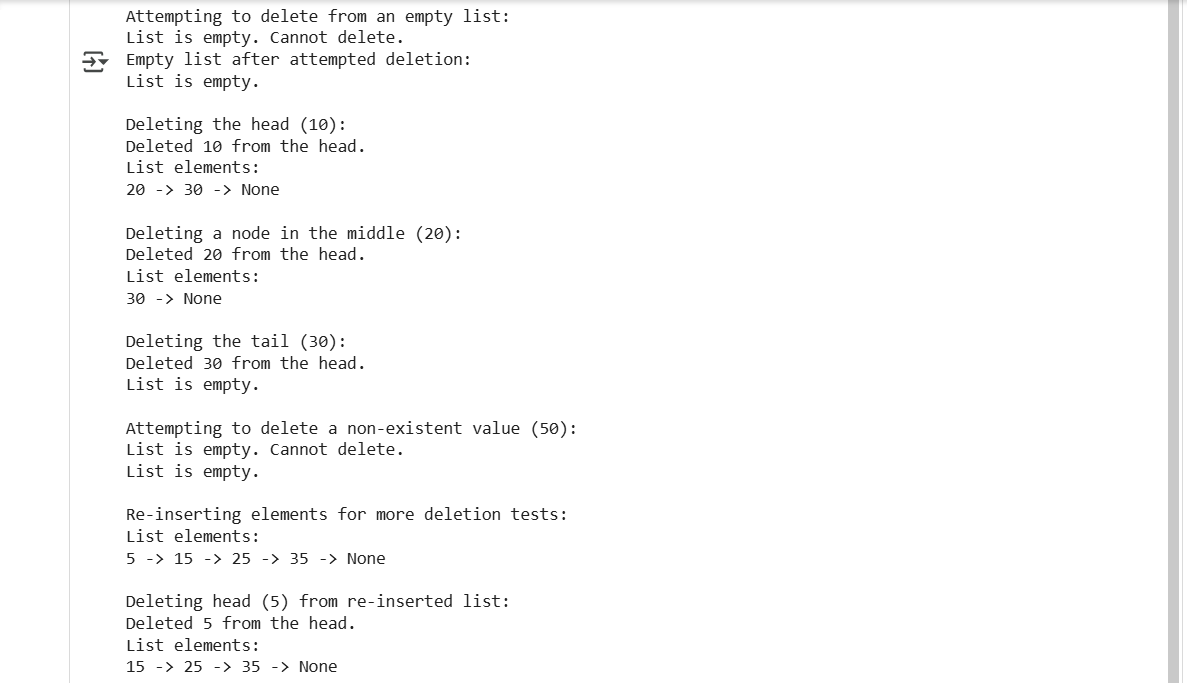 Attempting to delete from an empty list:
List is empty. Cannot delete.
Empty list after attempted deletion:
List is empty.

Deleting the head (10):
Deleted 10 from the head.
List elements:
20 -> 30 -> None

Deleting a node in the middle (20):
Deleted 20 from the head.
List elements:
30 -> None

Deleting the tail (30):
Deleted 30 from the head.
List is empty.

Attempting to delete a non-existent value (50):
List is empty. Cannot delete.
List is empty.

Re-inserting elements for more deletion tests:
List elements:
5 -> 15 -> 25 -> 35 -> None

Deleting head (5) from re-inserted list:
Deleted 5 from the head.
List elements:
15 -> 25 -> 35 -> None